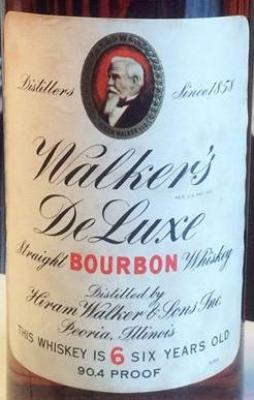 Distillers Since 1858
Walker's
DeLuxe
Straight BOURBON Whiskey
Distilled by
Hiram Walker & Sons Inc.
Peoria, Illinois
THIS WHISKEY IS 6 SIX YEARS OLD
90.4 PROOF